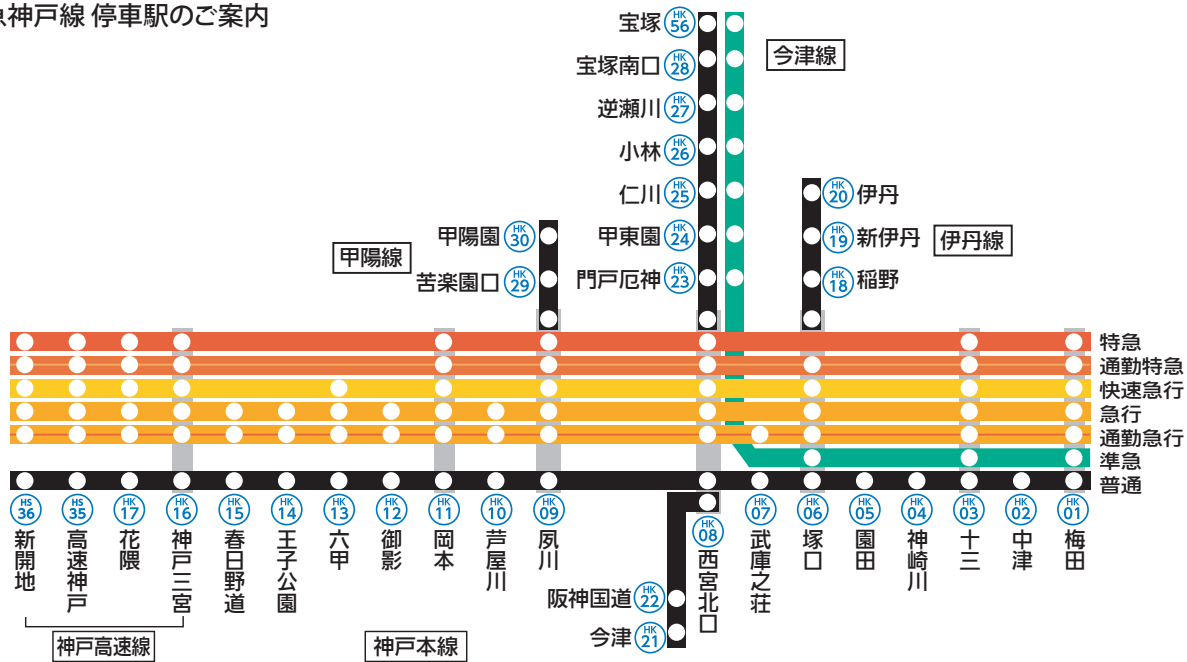 急神戸線 停車駅のご案内
宝塚 HK 56
宝塚南口 HK 28
逆瀬川 HK 27
小林 HK 26
仁川 HK 25
甲東園 HK 24
門戸厄神 HK 23
今津線
HK 20 伊丹
HK 19 新伊丹
HK 18 稲野
伊丹線
甲陽園 HK 30
苦楽園口 HK 29
甲陽線
特急
通勤特急
快速急行
急行
通勤急行
準急
普通
HS 36 新開地
HS 35 高速神戸
HK 17 花隈
HK 16 神戸三宮
HK 15 春日野道
HK 14 王子公園
HK 13 六甲
HK 12 御影
HK 11 岡本
HK 10 芦屋川
HK 09 夙川
HK 08 西宮北口
HK 07 武庫之荘
HK 06 塚口
HK 05 園田
HK 04 神崎川
HK 03 十三
HK 02 中津
HK 01 梅田
阪神国道 HK 22
今津 HK 21
神戸高速線
神戸本線